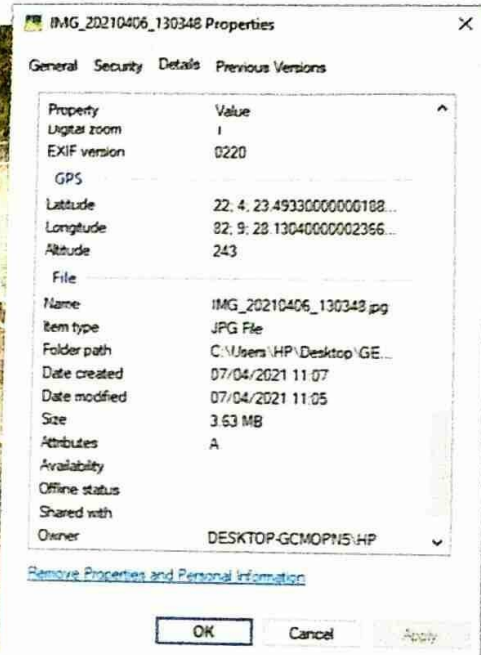 IMG_20210406_130348 Properties
General Security Details Previous Versions
Property Value
Digital zoom 1
EXIF version 0220
GPS
Latitude 22; 4; 23.49330000000188...
Longitude 82; 9; 28.13040000002366...
Altitude 243
File
Name IMG_20210406_130348.jpg
Item type JPG File
Folder path C:\Users\HP\Desktop\GE...
Date created 07/04/2021 11:07
Date modified 07/04/2021 11:05
Size 3.63 MB
Attributes A
Availability
Offline status
Shared with
Owner DESKTOP-GCMOPN5\HP
Remove Properties and Personal Information
OK Cancel Apply